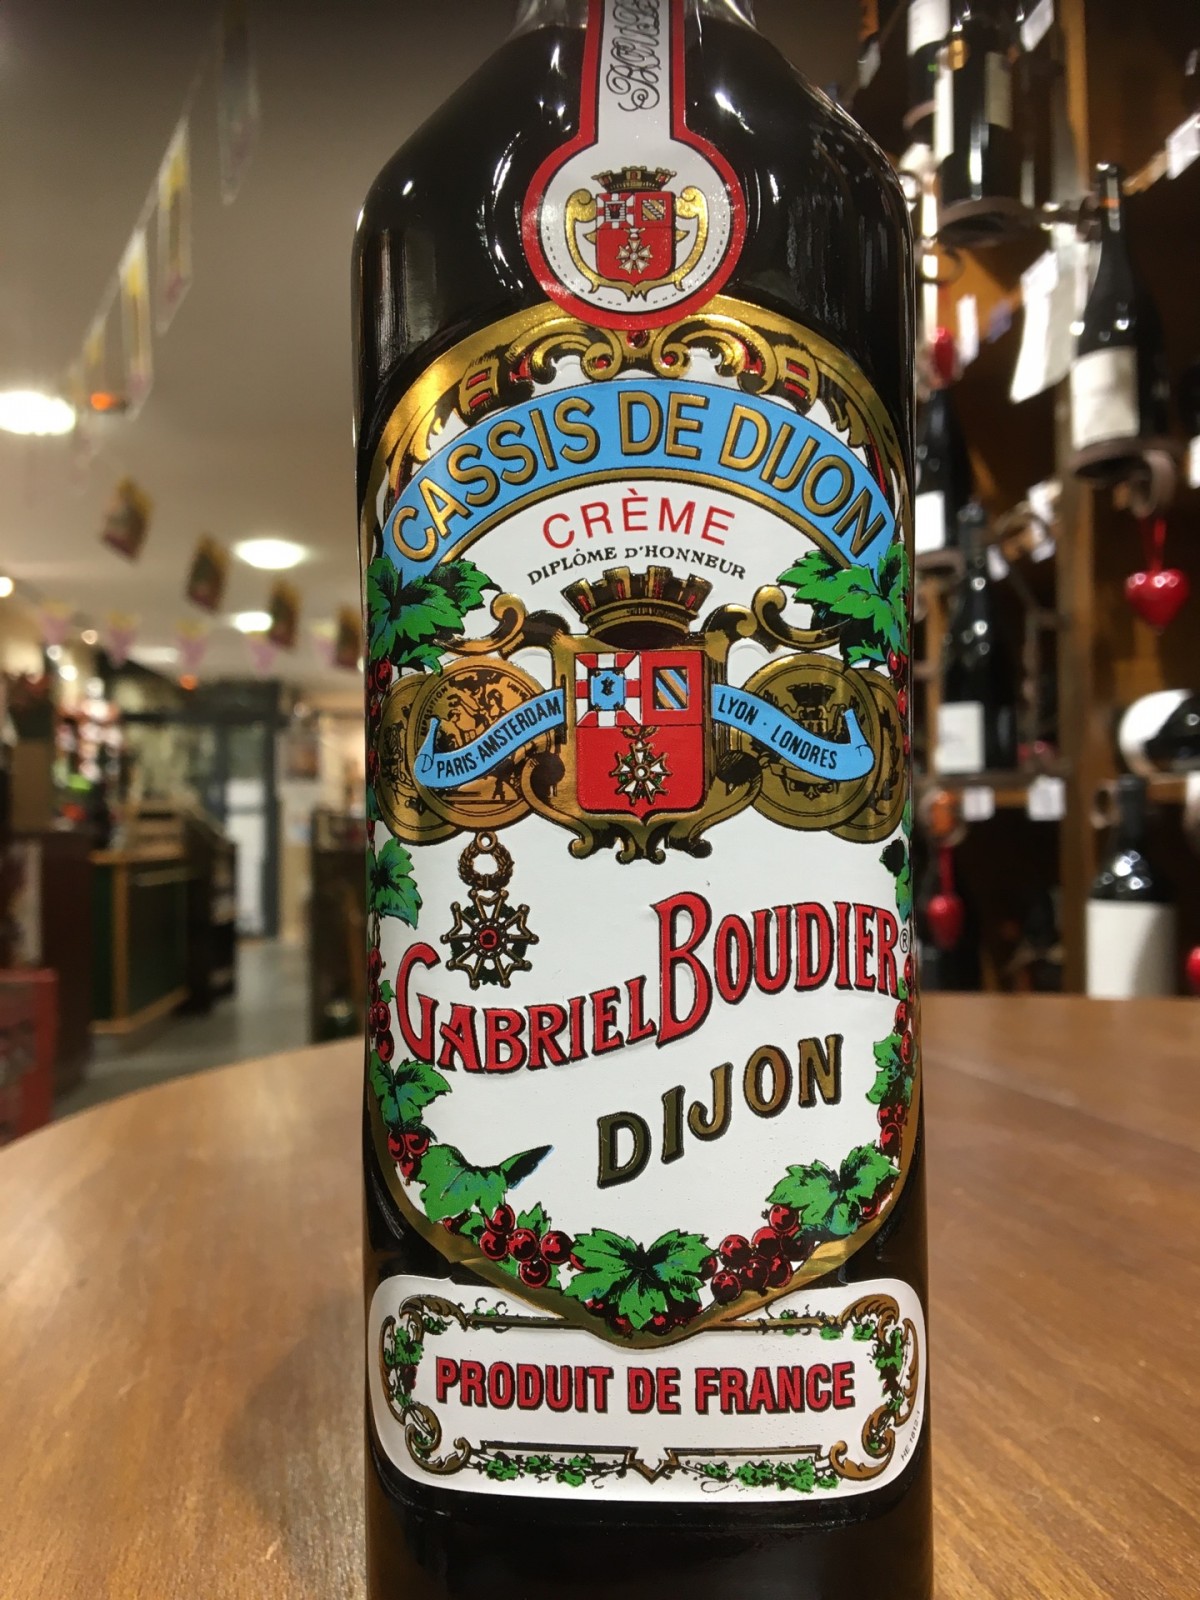 CASSIS DE DIJON
CRÈME
DIPLÔME D'HONNEUR
PARIS-AMSTERDAM
LYON - LONDRES
GABRIEL BOUDIER®
DIJON
PRODUIT DE FRANCE